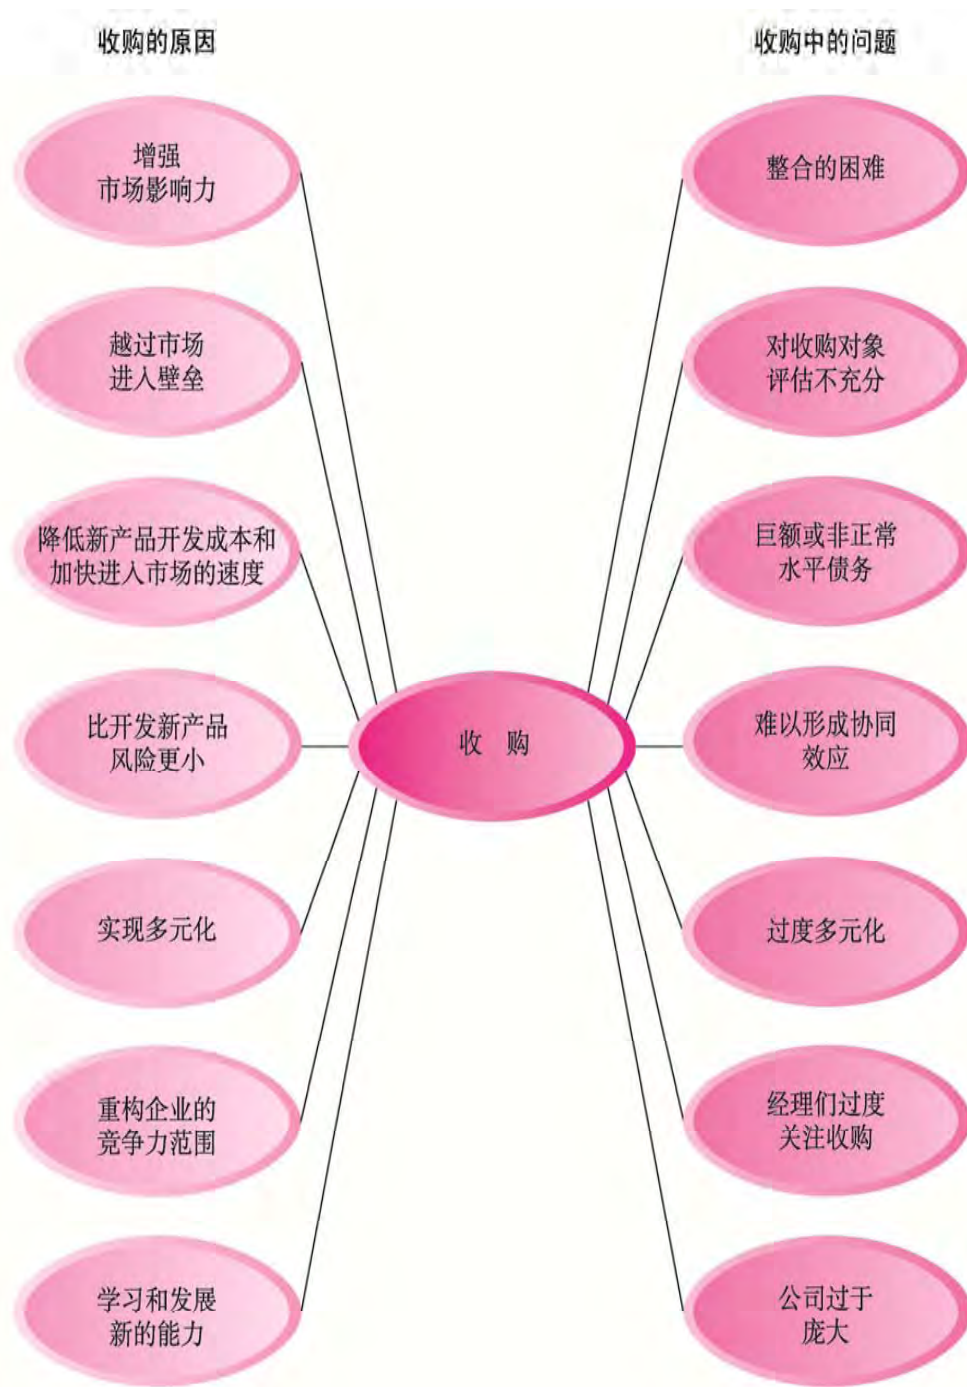 收购的原因
增强
市场影响力
越过市场
进入壁垒
降低新产品开发成本和
加快进入市场的速度
比开发新产品
风险更小
实现多元化
重构企业的
竞争力范围
学习和发展
新的能力
收 购
收购中的问题
整合的困难
对收购对象
评估不充分
巨额或非正常
水平债务
难以形成协同
效应
过度多元化
经理们过度
关注收购
公司过于
庞大